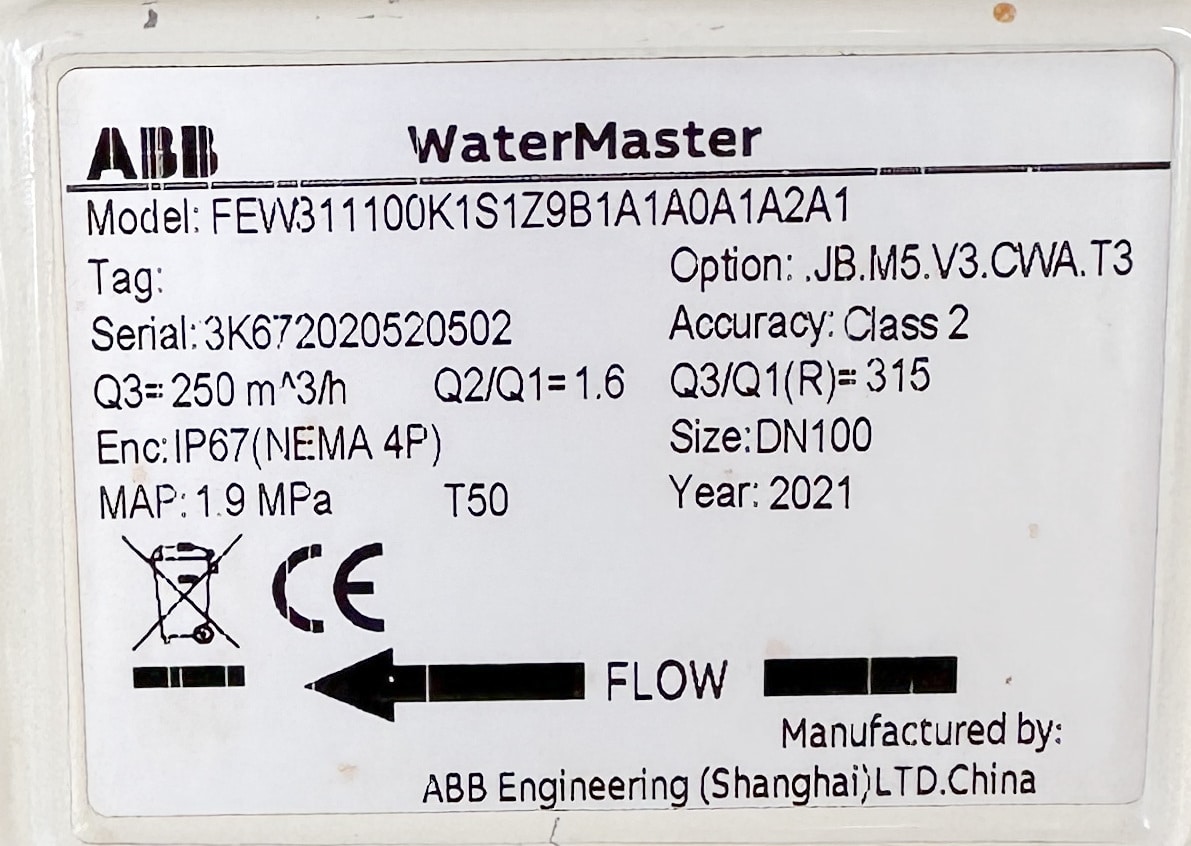 ABB WaterMaster
Model: FEW311100K1S1Z9B1A1A0A1A2A1
Tag: Option: .JB.M5.V3.CWA.T3
Serial: 3K672020520502 Accuracy: Class 2
Q3= 250 m^3/h Q2/Q1= 1.6 Q3/Q1(R)= 315
Enc: IP67(NEMA 4P) Size: DN100
MAP: 1.9 MPa T50 Year: 2021
CE
FLOW
Manufactured by:
ABB Engineering (Shanghai)LTD.China